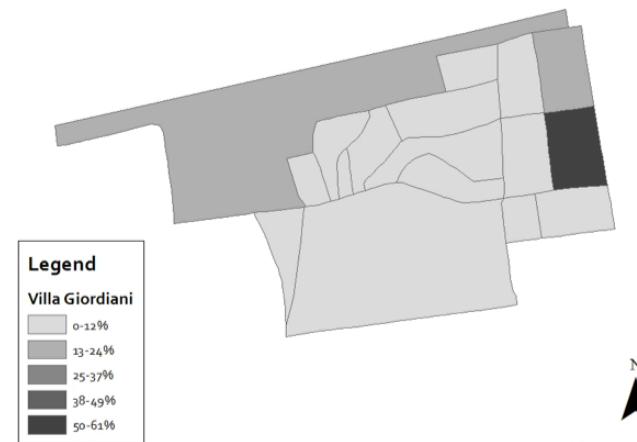 Legend
Villa Giordiani
0-12%
13-24%
25-37%
38-49%
50-61%
N